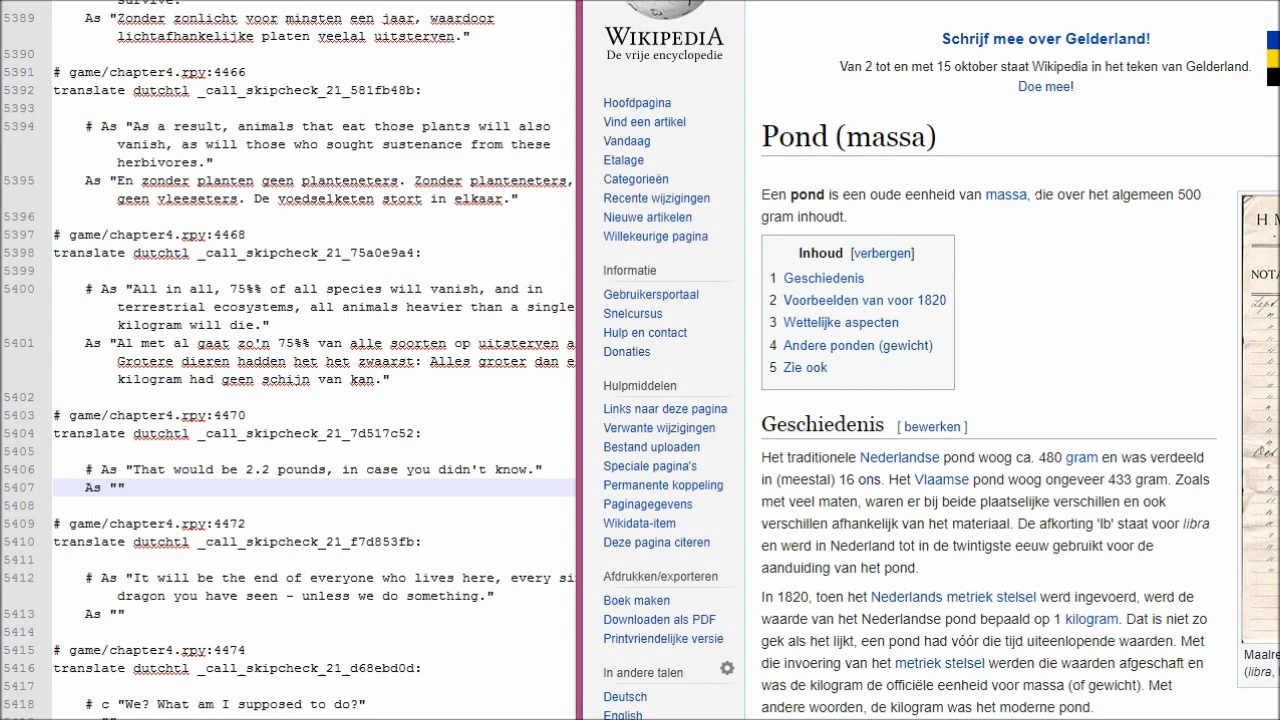 survive.
5389 As "Zonder zonlicht voor minsten een jaar, waardoor
lichtafhankelijke platen veelal uitsterven."
5390
5391 # game/chapter4.rpy:4466
5392 translate dutchtl _call_skipcheck_21_581fb48b:
5393
5394 # As "As a result, animals that eat those plants will also
vanish, as will those who sought sustenance from these
herbivores."
5395 As "En zonder planten geen planteneters. Zonder planteneters,
geen vleeseters. De voedselketen stort in elkaar."
5396
5397 # game/chapter4.rpy:4468
5398 translate dutchtl _call_skipcheck_21_75a0e9a4:
5399
5400 # As "All in all, 75%% of all species will vanish, and in
terrestrial ecosystems, all animals heavier than a single
kilogram will die."
5401 As "Al met al gaat zo'n 75%% van alle soorten op uitsterven a
Grotere dieren hadden het het zwaarst: Alles groter dan e
kilogram had geen schijn van kan."
5402
5403 # game/chapter4.rpy:4470
5404 translate dutchtl _call_skipcheck_21_7d517c52:
5405
5406 # As "That would be 2.2 pounds, in case you didn't know."
5407 As ""
5408
5409 # game/chapter4.rpy:4472
5410 translate dutchtl _call_skipcheck_21_f7d853fb:
5411
5412 # As "It will be the end of everyone who lives here, every si
dragon you have seen - unless we do something."
5413 As ""
5414
5415 # game/chapter4.rpy:4474
5416 translate dutchtl _call_skipcheck_21_d68ebd0d:
5417
5418 # c "We? What am I supposed to do?"
WIKIPEDIA
De vrije encyclopedie
Hoofdpagina
Vind een artikel
Vandaag
Etalage
Categorieën
Recente wijzigingen
Nieuwe artikelen
Willekeurige pagina
Informatie
Gebruikersportaal
Snelcursus
Hulp en contact
Donaties
Hulpmiddelen
Links naar deze pagina
Verwante wijzigingen
Bestand uploaden
Speciale pagina's
Permanente koppeling
Paginagegevens
Wikidata-item
Deze pagina citeren
Afdrukken/exporteren
Boek maken
Downloaden als PDF
Printvriendelijke versie
In andere talen
Deutsch
English
Schrijf mee over Gelderland!
Van 2 tot en met 15 oktober staat Wikipedia in het teken van Gelderland.
Doe mee!
Pond (massa)
Een pond is een oude eenheid van massa, die over het algemeen 500
gram inhoudt.
Inhoud [verbergen]
1 Geschiedenis
2 Voorbeelden van voor 1820
3 Wettelijke aspecten
4 Andere ponden (gewicht)
5 Zie ook
Geschiedenis [ bewerken ]
Het traditionele Nederlandse pond woog ca. 480 gram en was verdeeld
in (meestal) 16 ons. Het Vlaamse pond woog ongeveer 433 gram. Zoals
met veel maten, waren er bij beide plaatselijke verschillen en ook
verschillen afhankelijk van het materiaal. De afkorting 'lb' staat voor libra
en werd in Nederland tot in de twintigste eeuw gebruikt voor de
aanduiding van het pond.
In 1820, toen het Nederlands metriek stelsel werd ingevoerd, werd de
waarde van het Nederlandse pond bepaald op 1 kilogram. Dat is niet zo
gek als het lijkt, een pond had vóór die tijd uiteenlopende waarden. Met
die invoering van het metriek stelsel werden die waarden afgeschaft en
was de kilogram de officiële eenheid voor massa (of gewicht). Met
andere woorden, de kilogram was het moderne pond.
NOTA
Maalre
(libra,